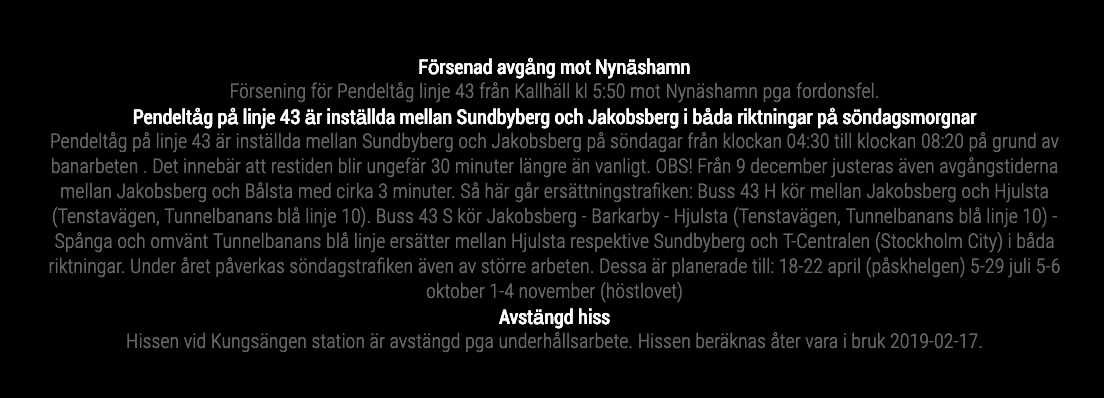 Försenad avgång mot Nynäshamn
Försening för Pendeltåg linje 43 från Kallhäll kl 5:50 mot Nynäshamn pga fordonsfel.
Pendeltåg på linje 43 är inställda mellan Sundbyberg och Jakobsberg i båda riktningar på söndagsmorgnar
Pendeltåg på linje 43 är inställda mellan Sundbyberg och Jakobsberg på söndagar från klockan 04:30 till klockan 08:20 på grund av
banarbeten . Det innebär att restiden blir ungefär 30 minuter längre än vanligt. OBS! Från 9 december justeras även avgångstiderna
mellan Jakobsberg och Bålsta med cirka 3 minuter. Så här går ersättningstrafiken: Buss 43 H kör mellan Jakobsberg och Hjulsta
(Tenstavägen, Tunnelbanans blå linje 10). Buss 43 S kör Jakobsberg - Barkarby - Hjulsta (Tenstavägen, Tunnelbanans blå linje 10) -
Spånga och omvänt Tunnelbanans blå linje ersätter mellan Hjulsta respektive Sundbyberg och T-Centralen (Stockholm City) i båda
riktningar. Under året påverkas söndagstrafiken även av större arbeten. Dessa är planerade till: 18-22 april (påskhelgen) 5-29 juli 5-6
oktober 1-4 november (höstlovet)
Avstängd hiss
Hissen vid Kungsängen station är avstängd pga underhållsarbete. Hissen beräknas åter vara i bruk 2019-02-17.